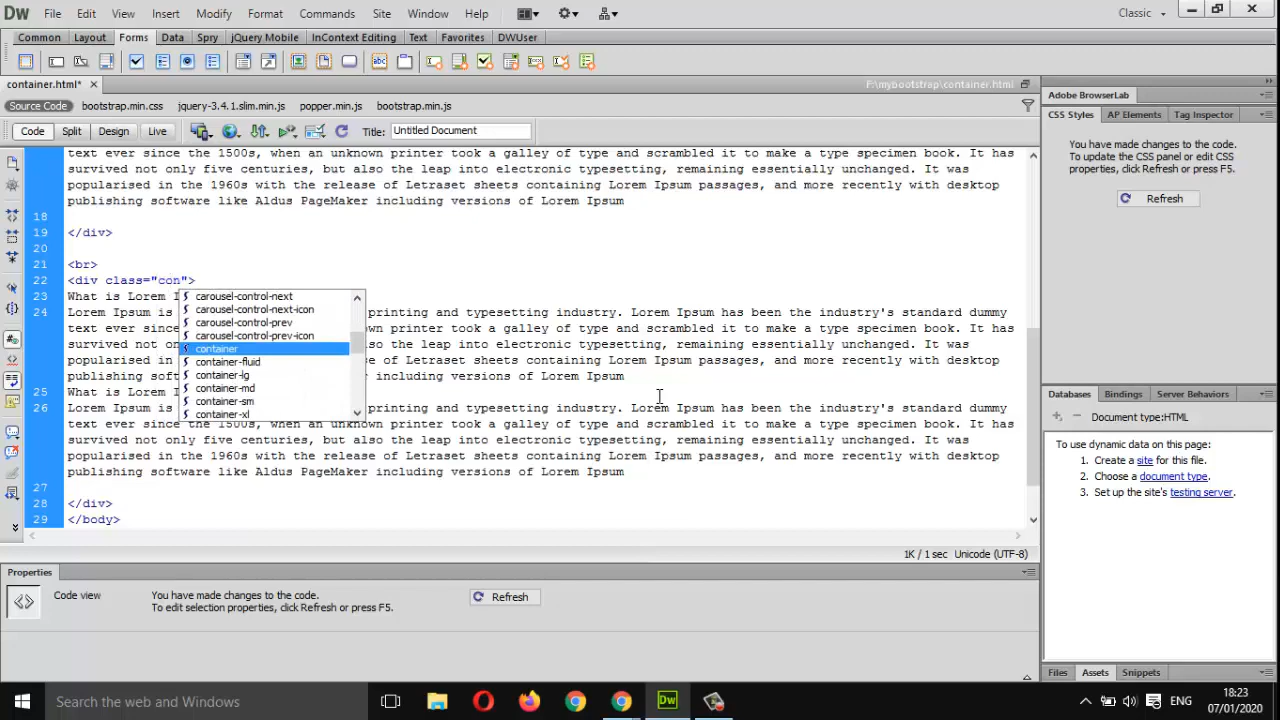 DW File Edit View Insert Modify Format Commands Site Window Help Classic
Common Layout Forms Data Spry jQuery Mobile InContext Editing Text Favorites DWUser
container.html* F:\mybootstrap\container.html
Source Code bootstrap.min.css jquery-3.4.1.slim.min.js popper.min.js bootstrap.min.js
Code Split Design Live Title: Untitled Document
text ever since the 1500s, when an unknown printer took a galley of type and scrambled it to make a type specimen book. It has
survived not only five centuries, but also the leap into electronic typesetting, remaining essentially unchanged. It was
popularised in the 1960s with the release of Letraset sheets containing Lorem Ipsum passages, and more recently with desktop
publishing software like Aldus PageMaker including versions of Lorem Ipsum
18
19 </div>
20
21 <br>
22 <div class="con">
23 What is Lorem I
24 Lorem Ipsum is printing and typesetting industry. Lorem Ipsum has been the industry's standard dummy
text ever since own printer took a galley of type and scrambled it to make a type specimen book. It has
survived not on so the leap into electronic typesetting, remaining essentially unchanged. It was
popularised in elease of Letraset sheets containing Lorem Ipsum passages, and more recently with desktop
publishing soft r including versions of Lorem Ipsum
25 What is Lorem I
26 Lorem Ipsum is printing and typesetting industry. Lorem Ipsum has been the industry's standard dummy
text ever since the 1500s, when an unknown printer took a galley of type and scrambled it to make a type specimen book. It has
survived not only five centuries, but also the leap into electronic typesetting, remaining essentially unchanged. It was
popularised in the 1960s with the release of Letraset sheets containing Lorem Ipsum passages, and more recently with desktop
publishing software like Aldus PageMaker including versions of Lorem Ipsum
27
28 </div>
29 </body>
carousel-control-next
carousel-control-next-icon
carousel-control-prev
carousel-control-prev-icon
container
container-fluid
container-lg
container-md
container-sm
container-xl
1K / 1 sec Unicode (UTF-8)
Properties
Code view
You have made changes to the code.
To edit selection properties, click Refresh or press F5.
Refresh
Adobe BrowserLab
CSS Styles AP Elements Tag Inspector
You have made changes to the code.
To update the CSS panel or edit CSS
properties, click Refresh or press F5.
Refresh
Databases Bindings Server Behaviors
Document type:HTML
To use dynamic data on this page:
1. Create a site for this file.
2. Choose a document type.
3. Set up the site's testing server.
Files Assets Snippets
Search the web and Windows
Dw
ENG
18:23
07/01/2020